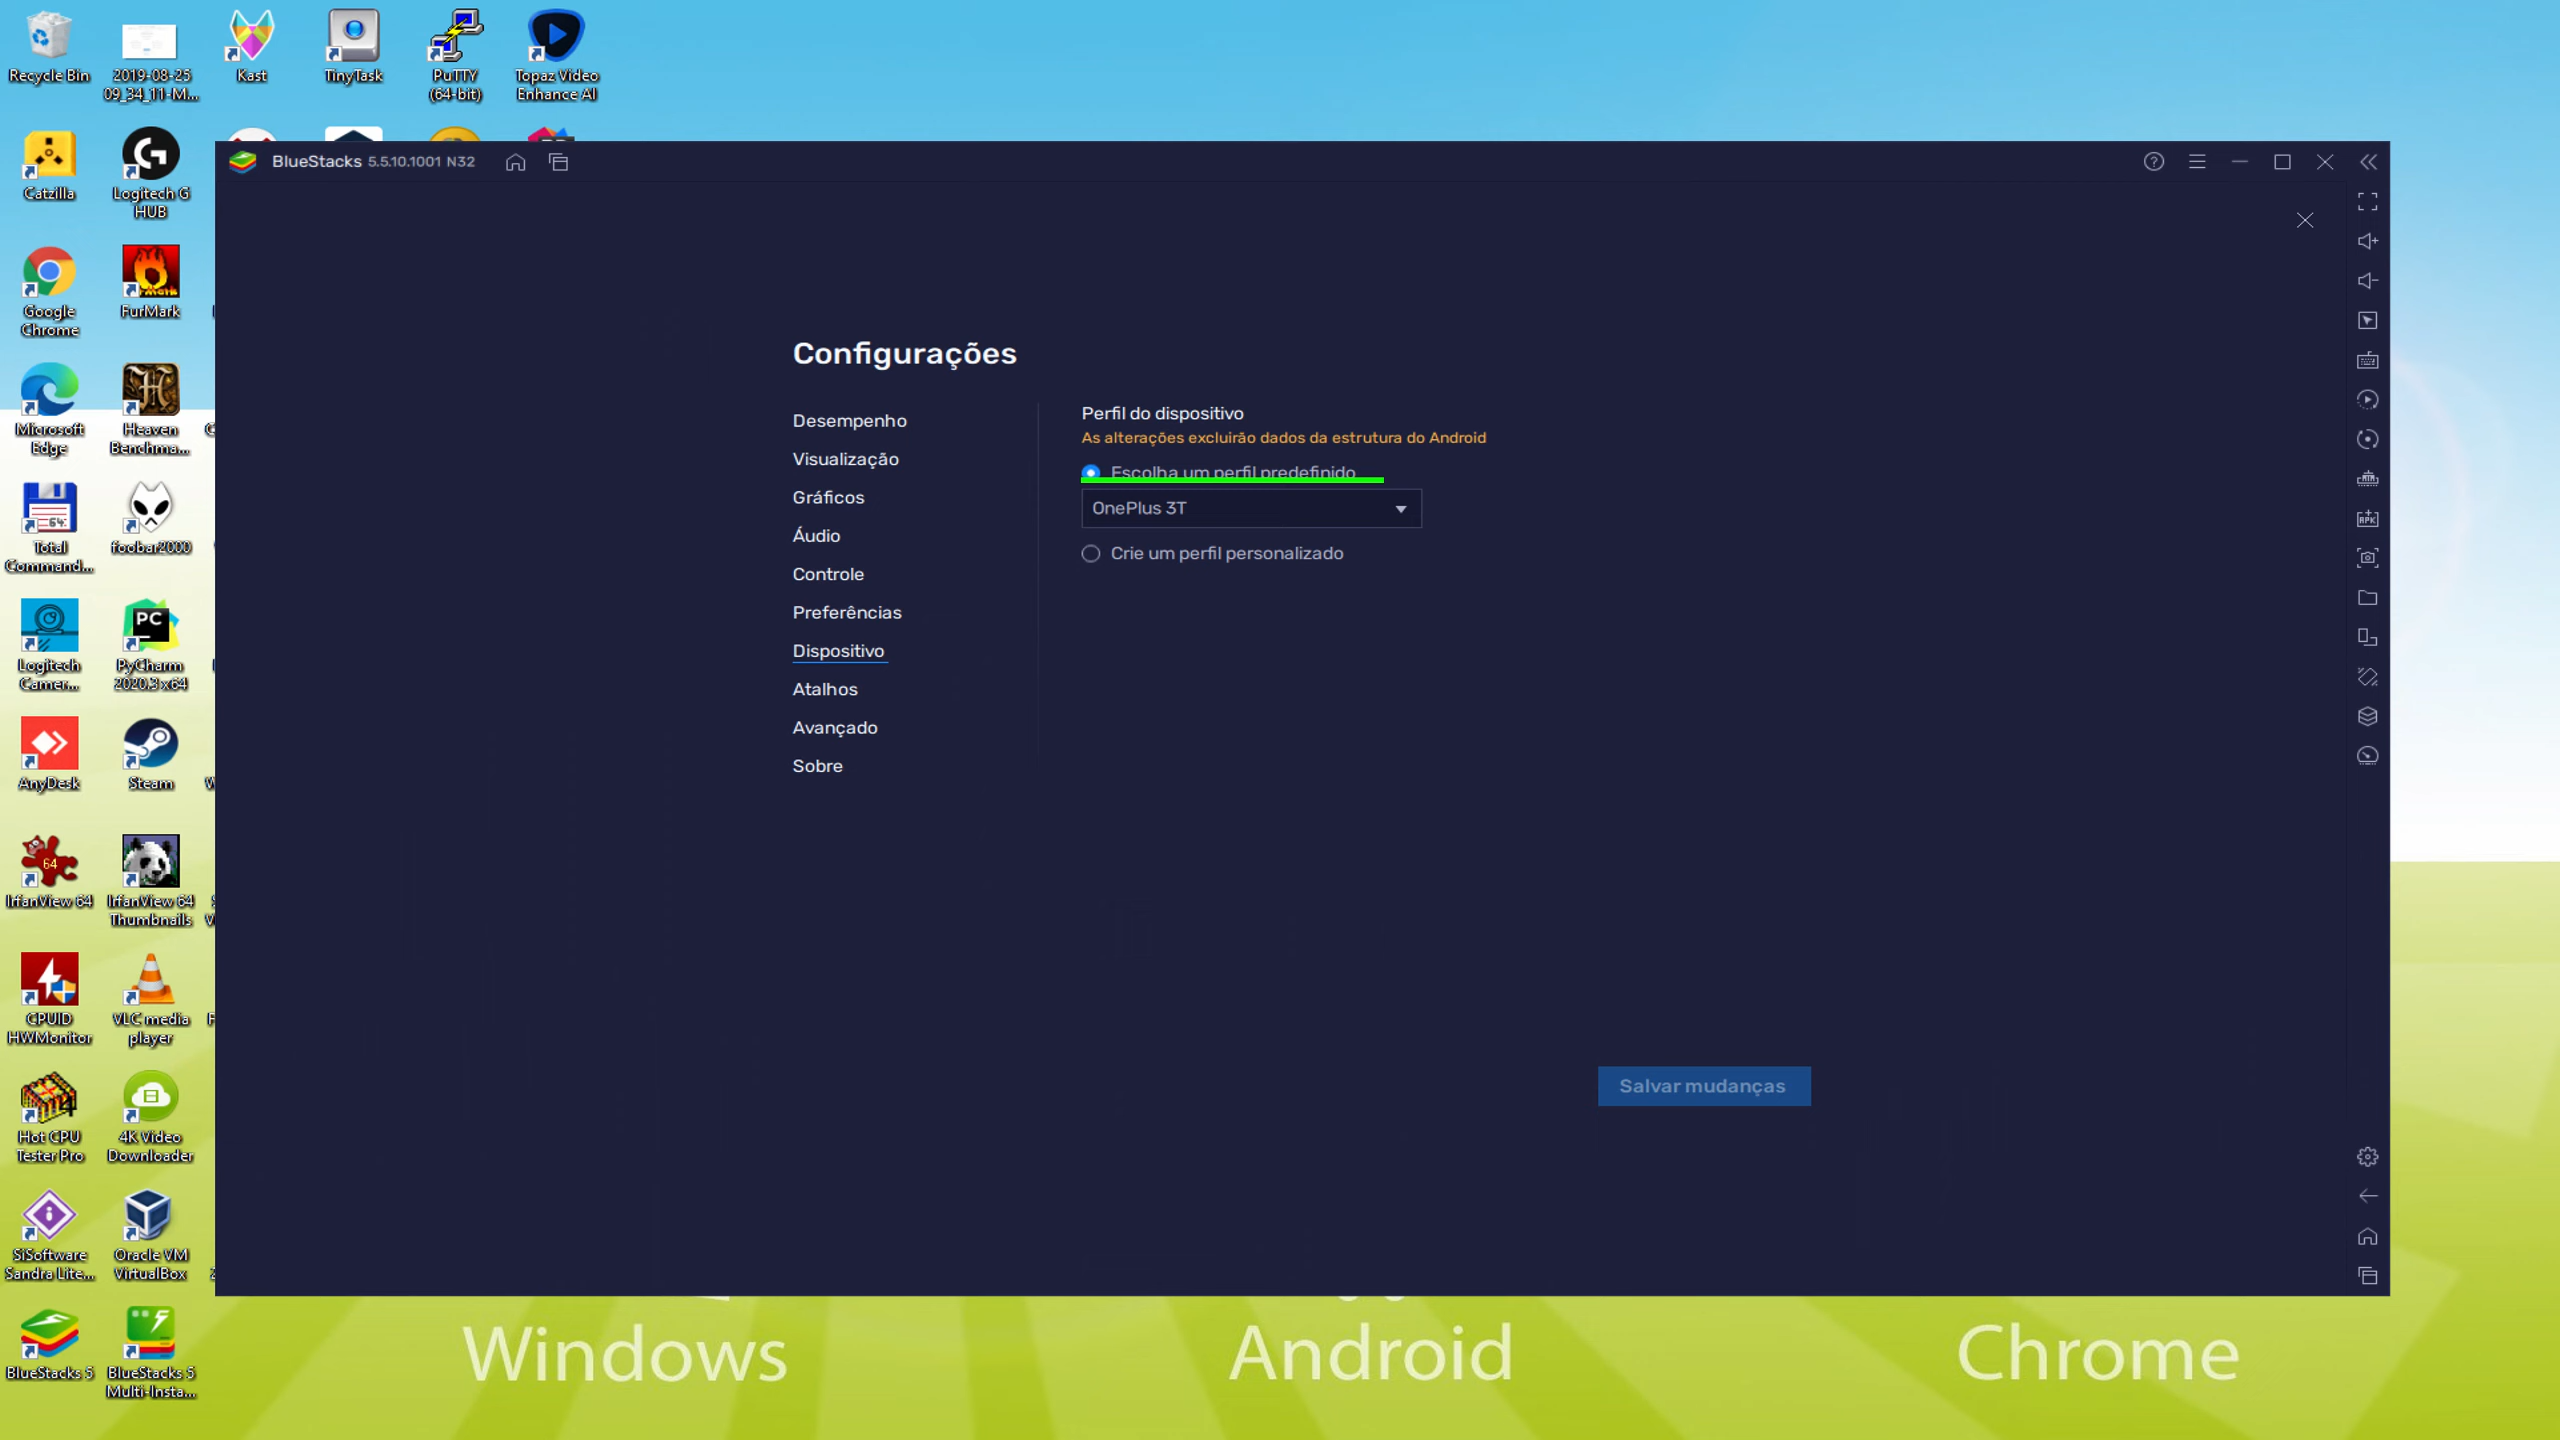 Recycle Bin
2019-08-25
09_34_11-M...
Kast
TinyTask
PuTTY
(64-bit)
Topaz Video
Enhance AI
Catzilla
Logitech G
HUB
Google
Chrome
FurMark
Microsoft
Edge
Heaven
Benchma...
Total
Command...
foobar2000
Logitech
Camer...
PyCharm
2020.3 x64
AnyDesk
Steam
IrfanView 64
IrfanView 64
Thumbnails
CPUID
HWMonitor
VLC media
player
Hot CPU
Tester Pro
4K Video
Downloader
SiSoftware
Sandra Lite...
Oracle VM
VirtualBox
BlueStacks 5
BlueStacks 5
Multi-Insta...
BlueStacks 5.5.10.1001 N32
Configurações
Desempenho
Visualização
Gráficos
Áudio
Controle
Preferências
Dispositivo
Atalhos
Avançado
Sobre
Perfil do dispositivo
As alterações excluirão dados da estrutura do Android
Escolha um perfil predefinido
OnePlus 3T
Crie um perfil personalizado
Salvar mudanças
Windows
Android
Chrome